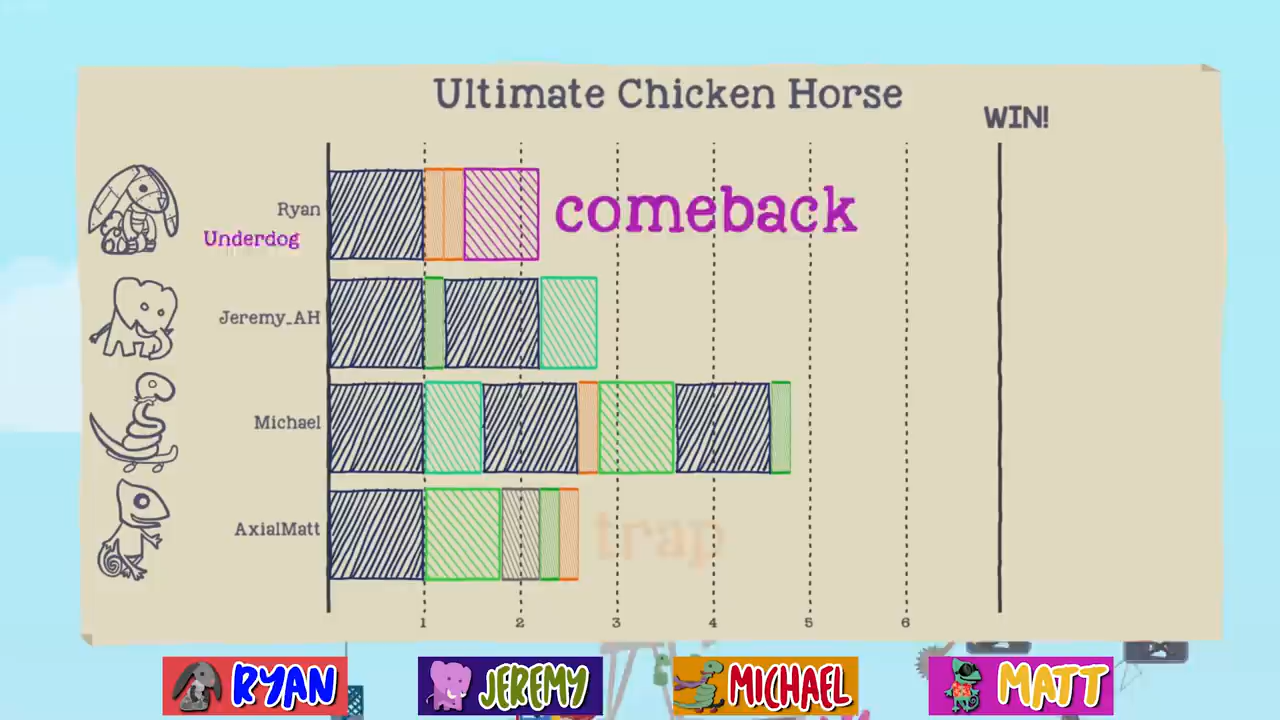 Ultimate Chicken Horse
WIN!
Ryan
Underdog
comeback
Jeremy_AH
Michael
AxialMatt
trap
1 2 3 4 5 6
RYAN JEREMY MICHAEL MATT